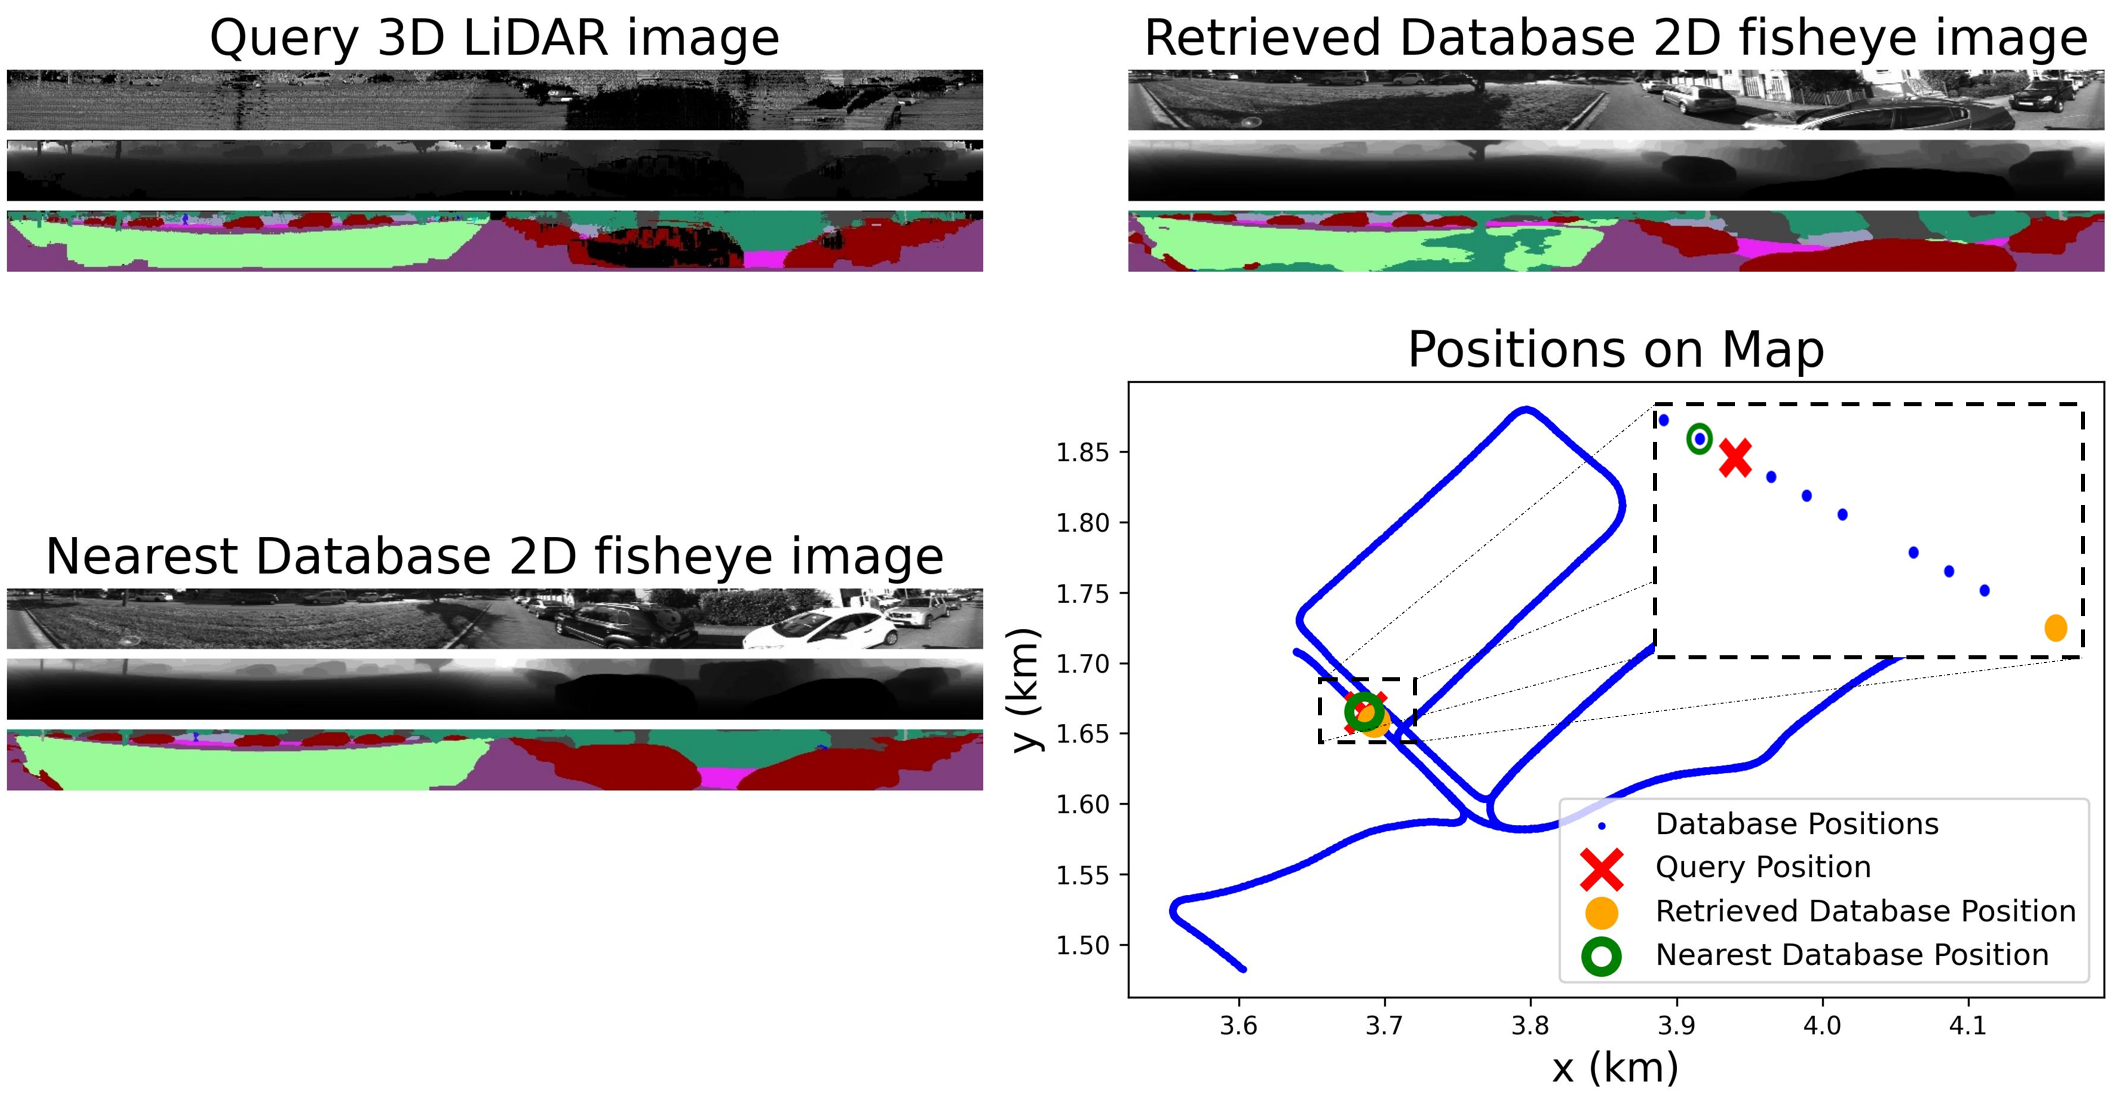 Query 3D LiDAR image
Retrieved Database 2D fisheye image
Nearest Database 2D fisheye image
Positions on Map
y (km)
1.85
1.80
1.75
1.70
1.65
1.60
1.55
1.50
Database Positions
Query Position
Retrieved Database Position
Nearest Database Position
3.6 3.7 3.8 3.9 4.0 4.1
x (km)